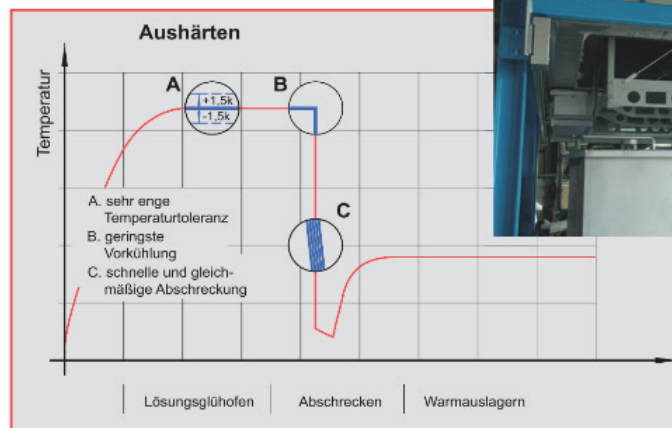 Aushärten
Temperatur
A
+1,5k
-1,5k
B
A. sehr enge
Temperaturtoleranz
B. geringste
Vorkühlung
C. schnelle und gleich-
mäßige Abschreckung
C
Lösungsglühofen
Abschrecken
Warmauslagern